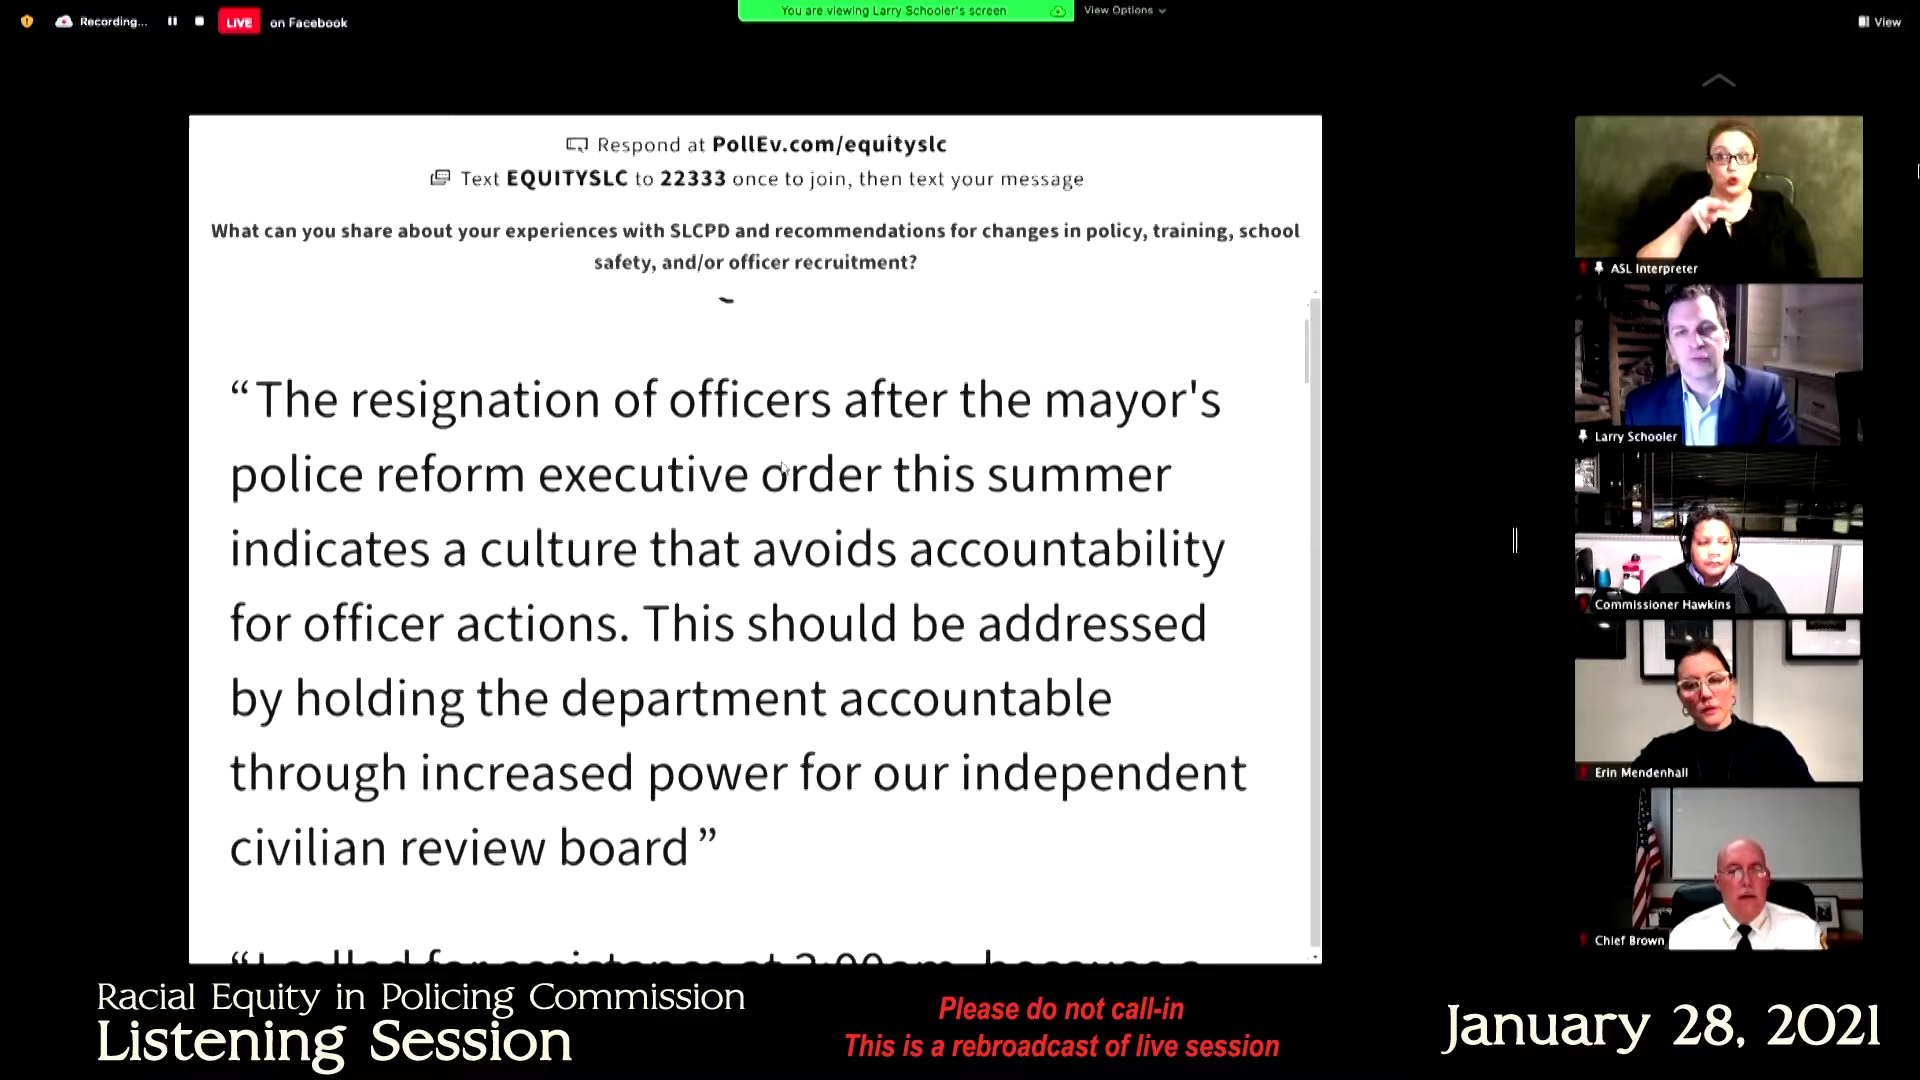 Recording...
LIVE on Facebook
You are viewing Larry Schooler's screen
View Options
View
Respond at PollEv.com/equityslc
Text EQUITYSLC to 22333 once to join, then text your message
What can you share about your experiences with SLCPD and recommendations for changes in policy, training, school
safety, and/or officer recruitment?
“The resignation of officers after the mayor's
police reform executive order this summer
indicates a culture that avoids accountability
for officer actions. This should be addressed
by holding the department accountable
through increased power for our independent
civilian review board”
“I called for assistance at because a
ASL Interpreter
Larry Schooler
Commissioner Hawkins
Erin Mendenhall
Chief Brown
Racial Equity in Policing Commission
Listening Session
Please do not call-in
This is a rebroadcast of live session
January 28, 2021